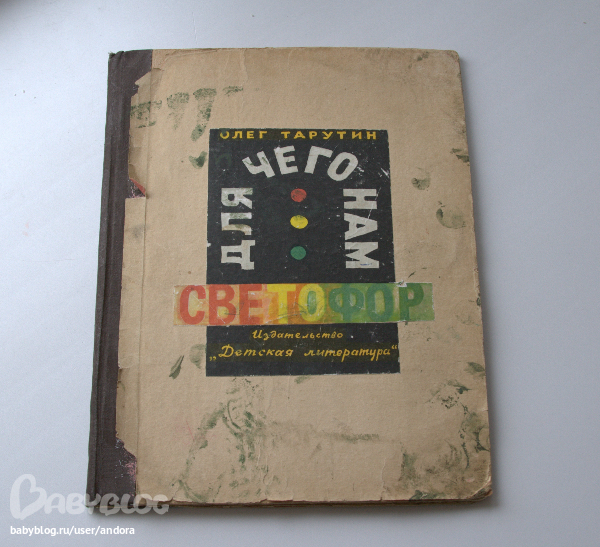 ОЛЕГ ТАРУТИН
ДЛЯ ЧЕГО НАМ
СВЕТОФОР
Издательство
„Детская литература“
BABYBLOG
babyblog.ru/user/andora